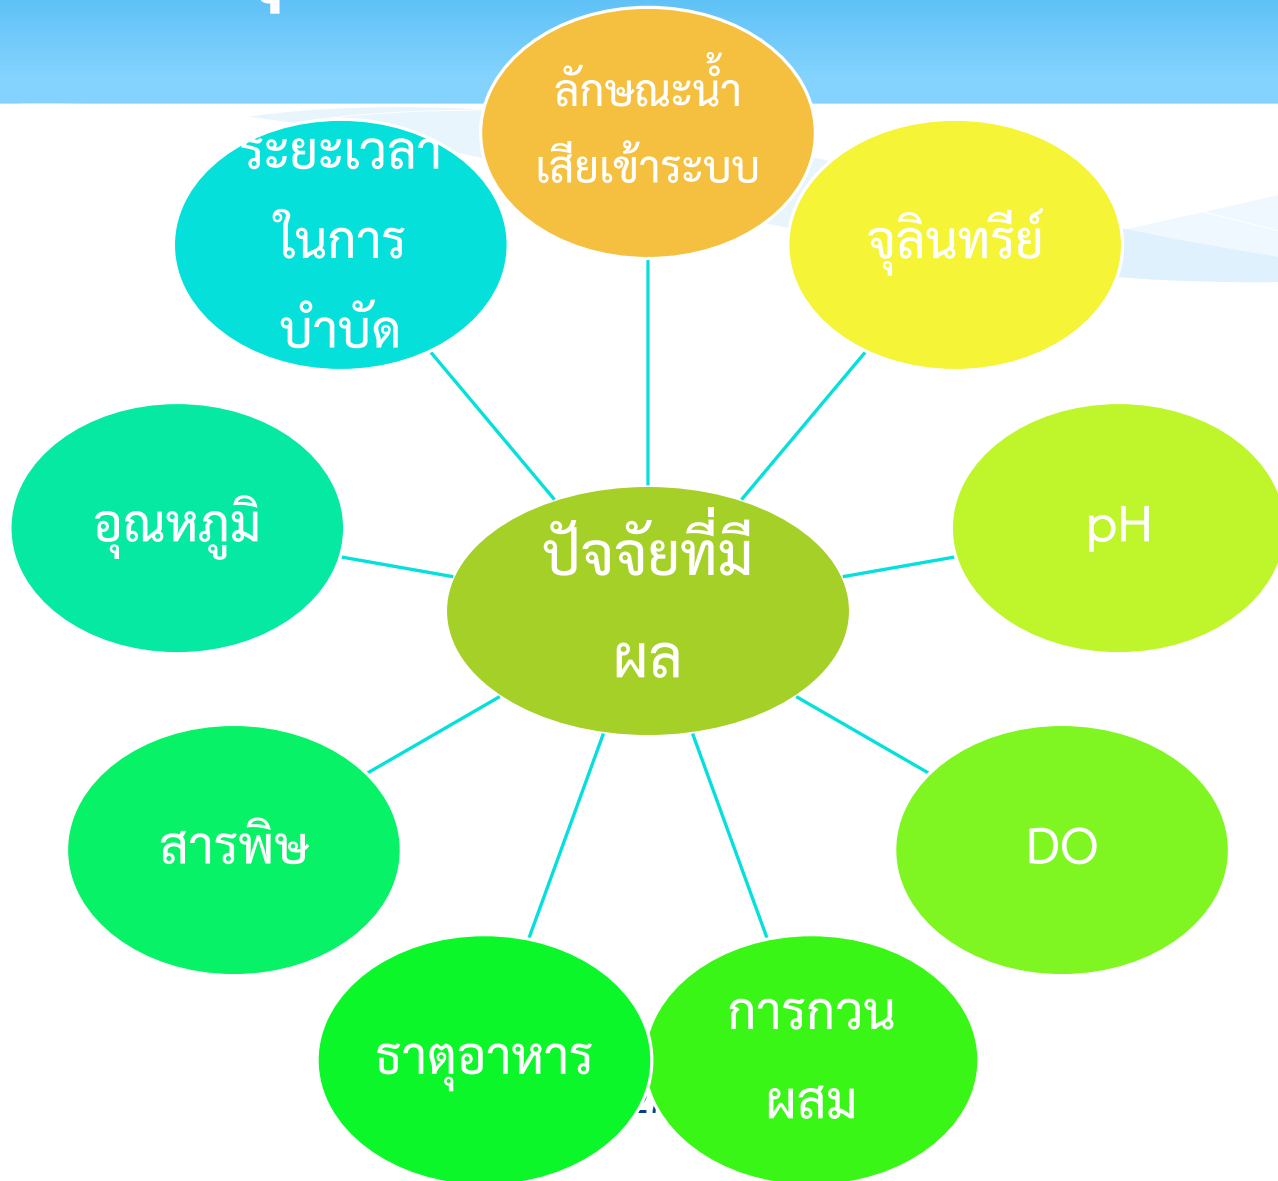 ลักษณะน้ำ
เสียเข้าระบบ
จุลินทรีย์
pH
DO
การกวน
ผสม
ธาตุอาหาร
สารพิษ
อุณหภูมิ
ระยะเวลา
ในการ
บำบัด
ปัจจัยที่มี
ผล